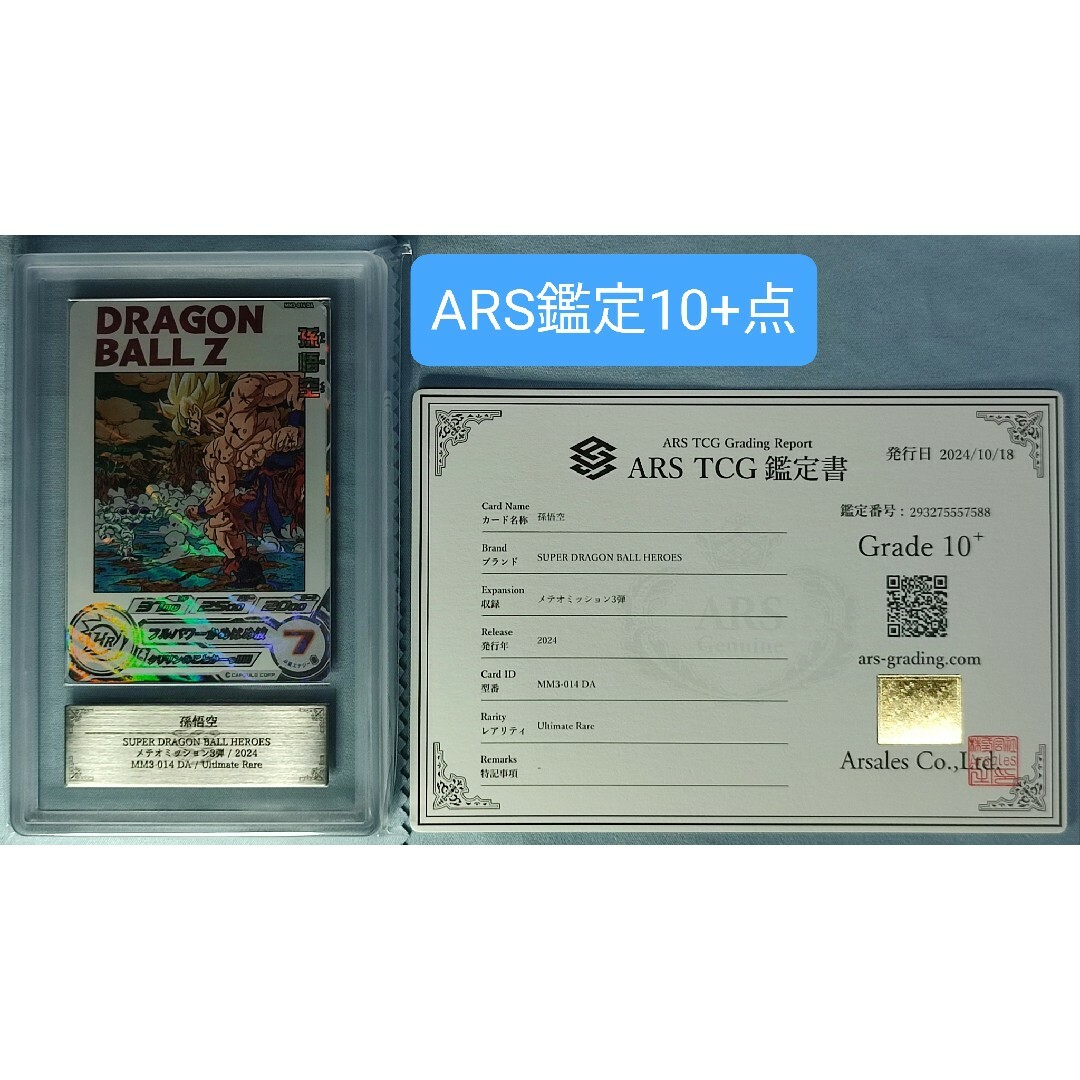 ARS鑑定10+点
MM3-014 DA
DRAGON
BALL Z
孫悟空
UR
7
©CAPSULE CORP.
孫悟空
SUPER DRAGON BALL HEROES
メテオミッション3弾 / 2024
MM3-014 DA / Ultimate Rare
ARS TCG Grading Report
ARS TCG 鑑定書
発行日 2024/10/18
Card Name
カード名称 孫悟空
Brand
ブランド SUPER DRAGON BALL HEROES
Expansion
収録 メテオミッション3弾
Release
発行年 2024
Card ID
型番 MM3-014 DA
Rarity
レアリティ Ultimate Rare
Remarks
特記事項 -
ARS
Genuine
鑑定番号 : 293275557588
Grade 10+
ars-grading.com
Arsales Co.,Ltd.